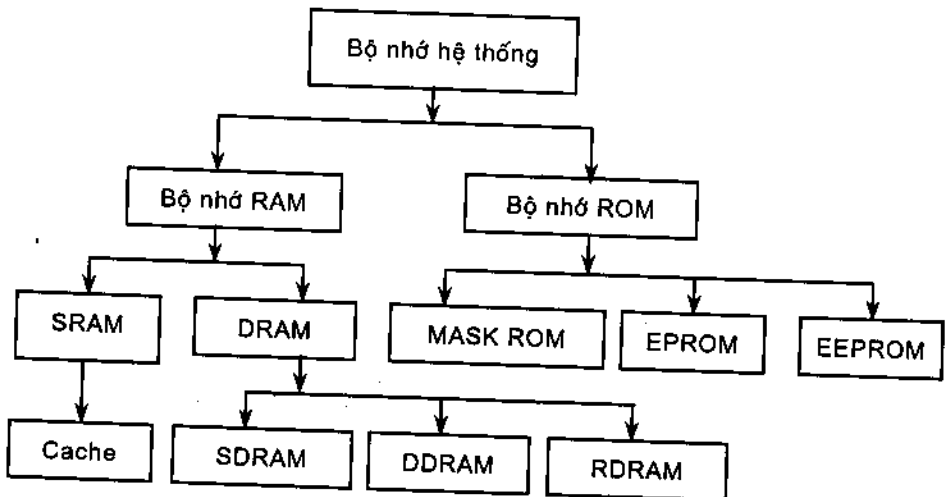 Bộ nhớ hệ thống
Bộ nhớ RAM
Bộ nhớ ROM
SRAM
DRAM
MASK ROM
EPROM
EEPROM
Cache
SDRAM
DDRAM
RDRAM